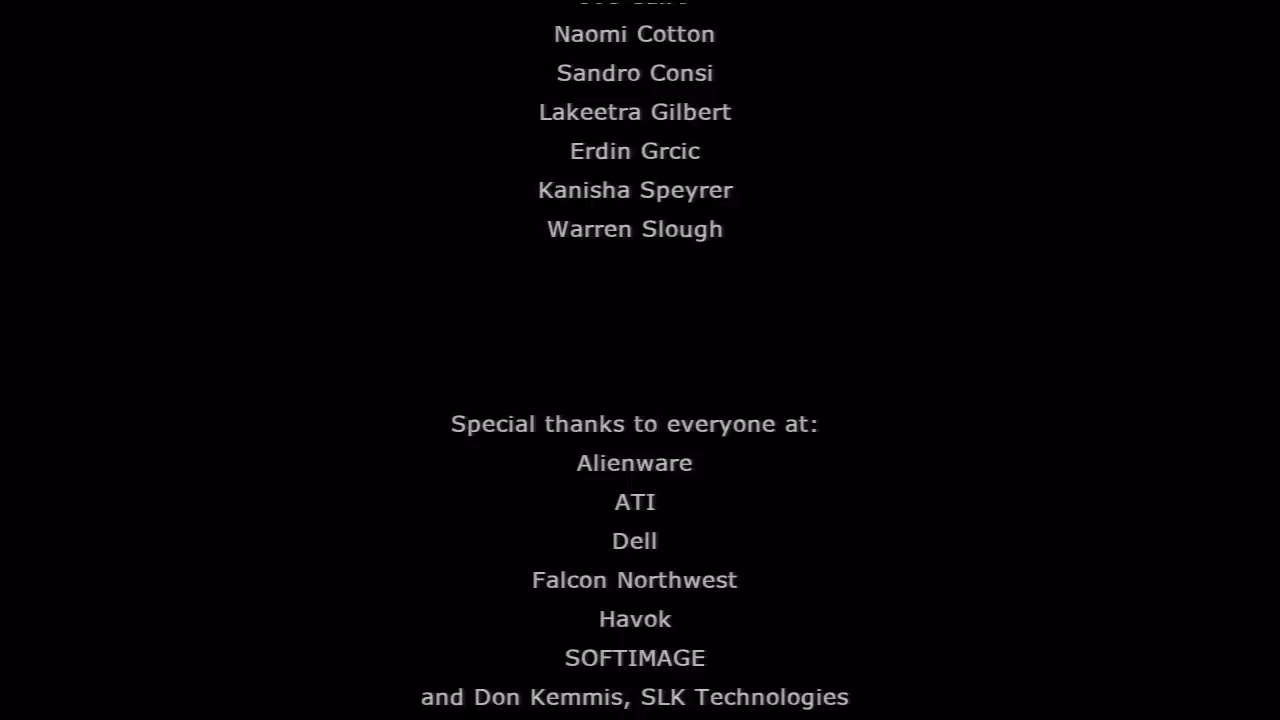 Naomi Cotton
Sandro Consi
Lakeetra Gilbert
Erdin Grcic
Kanisha Speyrer
Warren Slough
Special thanks to everyone at:
Alienware
ATI
Dell
Falcon Northwest
Havok
SOFTIMAGE
and Don Kemmis, SLK Technologies